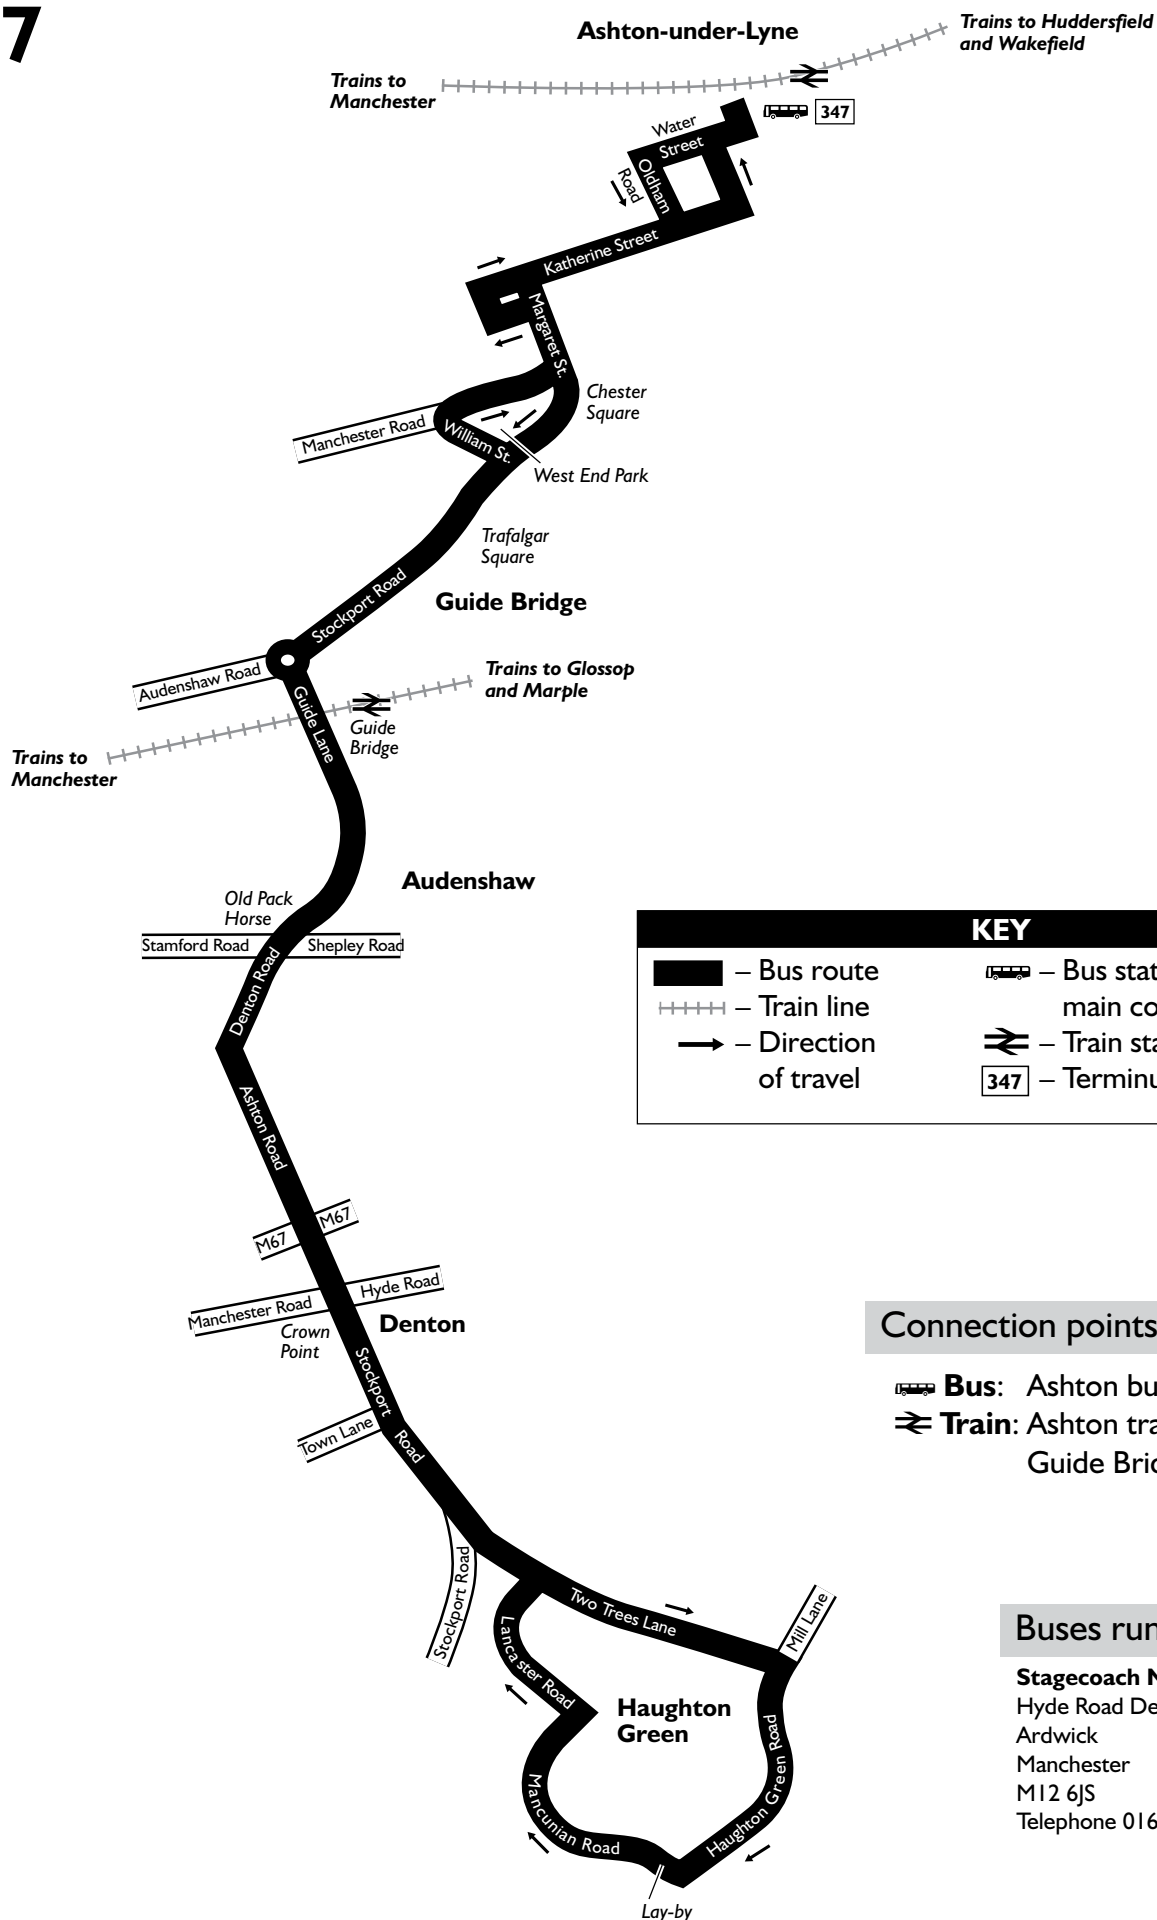 7
Ashton-under-Lyne
Trains to Huddersfield
and Wakefield
Trains to
Manchester
347
Water
Street
Oldham
Road
Katherine Street
Margaret St.
Chester
Square
Manchester Road
William St.
West End Park
Trafalgar
Square
Stockport Road
Guide Bridge
Audenshaw Road
Trains to Glossop
and Marple
Guide Lane
Guide
Bridge
Trains to
Manchester
Audenshaw
Old Pack
Horse
Stamford Road
Shepley Road
Denton Road
KEY
– Bus route
– Train line
– Direction
of travel
– Bus stat
main co
– Train sta
347 – Terminu
Ashton Road
M67
M67
Hyde Road
Manchester Road
Denton
Crown
Point
Stockport
Road
Town Lane
Connection points
Bus: Ashton bu
Train: Ashton tra
Guide Brid
Stockport Road
Two Trees Lane
Mill Lane
Lancaster Road
Haughton
Green
Haughton Green Road
Mancunian Road
Lay-by
Buses run
Stagecoach M
Hyde Road De
Ardwick
Manchester
M12 6JS
Telephone 016